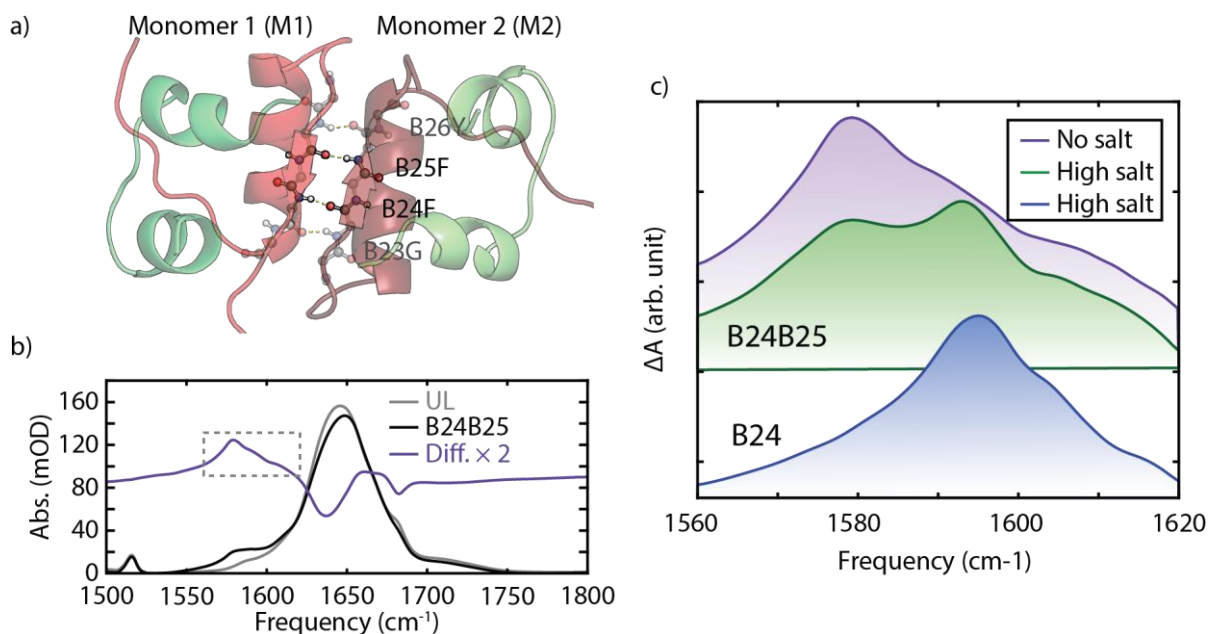 a)
Monomer 1 (M1) Monomer 2 (M2)
B26Y
B25F
B24F
B23G
b)
UL
B24B25
Diff. × 2
Abs. (mOD)
160
120
80
40
0
1500 1550 1600 1650 1700 1750 1800
Frequency (cm-1)
c)
No salt
High salt
High salt
B24B25
B24
ΔA (arb. unit)
1560 1580 1600 1620
Frequency (cm-1)